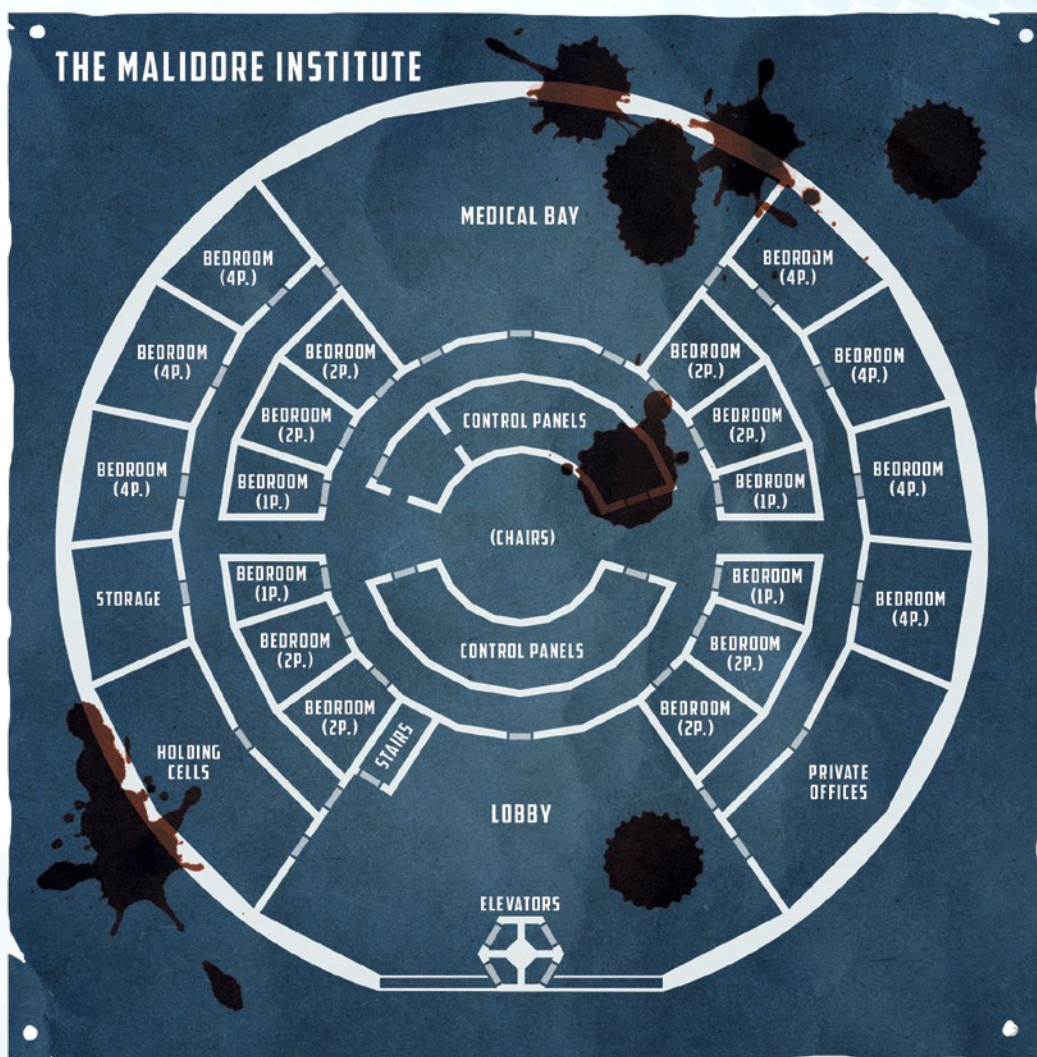 THE MALIDORE INSTITUTE
MEDICAL BAY
BEDROOM
(4P.)
BEDROOM
(4P.)
BEDROOM
(4P.)
STORAGE
HOLDING
CELLS
BEDROOM
(2P.)
BEDROOM
(2P.)
BEDROOM
(1P.)
BEDROOM
(1P.)
BEDROOM
(2P.)
BEDROOM
(2P.)
STAIRS
CONTROL PANELS
(CHAIRS)
CONTROL PANELS
LOBBY
ELEVATORS
BEDROOM
(2P.)
BEDROOM
(2P.)
BEDROOM
(1P.)
BEDROOM
(1P.)
BEDROOM
(2P.)
BEDROOM
(2P.)
BEDROOM
(4P.)
BEDROOM
(4P.)
BEDROOM
(4P.)
BEDROOM
(4P.)
PRIVATE
OFFICES